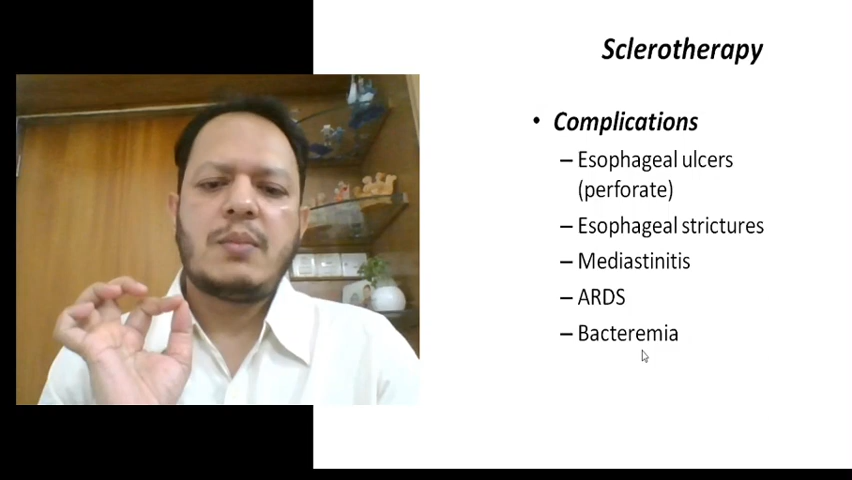 Sclerotherapy
• Complications
– Esophageal ulcers
(perforate)
– Esophageal strictures
– Mediastinitis
– ARDS
– Bacteremia